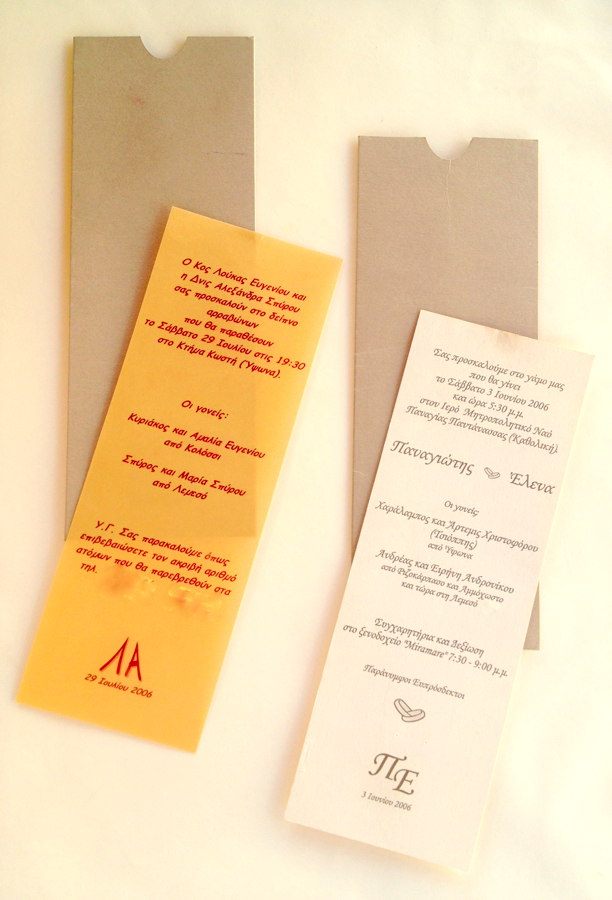 Ο Κος Λούκας Ευγενίου και
η Δνις Αλεξάνδρα Σπύρου
σας προσκαλούν στο δείπνο
αρραβώνων
που θα παραθέσουν
το Σάββατο 29 Ιουλίου στις 19:30
στο Κτήμα Κωστή (Ύψωνα).
Οι γονείς:
Κυριάκος και Αμαλία Ευγενίου
από Κολόσσι
Σπύρος και Μαρία Σπύρου
από Λεμεσό
Υ.Γ. Σας παρακαλούμε όπως
επιβεβαιώσετε τον ακριβή αριθμό
ατόμων που θα παρεβρεθούν στα
τηλ.
ΛΑ
29 Ιουλίου 2006
Σας προσκαλούμε στο γάμο μας
που θα γίνει
το Σάββατο 3 Ιουνίου 2006
και ώρα 5:30 μ.μ.
στον Ιερό Μητροπολιτικό Ναό
Παναγίας Παντάνασσας (Καθολική).
Παναγιώτης Έλενα
Οι γονείς:
Χαράλαμπος και Άρτεμις Χριστοφόρου
(Τσιόπης)
από Ύψωνα
Ανδρέας και Ειρήνη Ανδρονίκου
από Ριζοκάρπασο και Αμμόχωστο
και τώρα στη Λεμεσό
Συγχαρητήρια και Δεξίωση
στο ξενοδοχείο "Miramare" 7:30 - 9:00 μ.μ.
Παράνυμφοι Ευπρόσδεκτοι
ΠΕ
3 Ιουνίου 2006